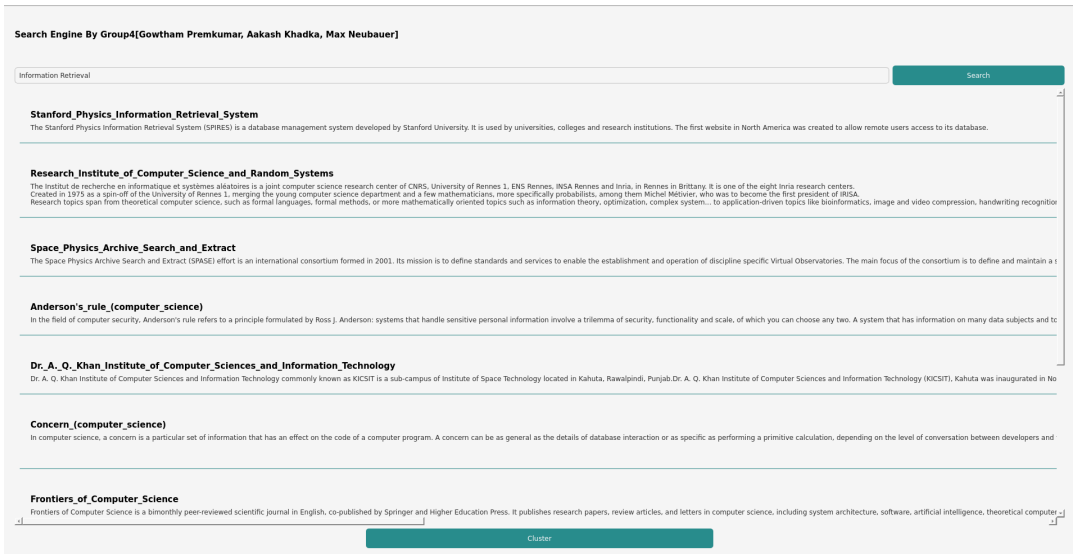 Search Engine By Group4[Gowtham Premkumar, Aakash Khadka, Max Neubauer]
Information Retrieval
Search
Stanford_Physics_Information_Retrieval_System
The Stanford Physics Information Retrieval System (SPIRES) is a database management system developed by Stanford University. It is used by universities, colleges and research institutions. The first website in North America was created to allow remote users access to its database.
Research_Institute_of_Computer_Science_and_Random_Systems
The Institut de recherche en informatique et systèmes aléatoires is a joint computer science research center of CNRS, University of Rennes 1, ENS Rennes, INSA Rennes and Inria, in Rennes in Brittany. It is one of the eight Inria research centers.
Created in 1975 as a spin-off of the University of Rennes 1, merging the young computer science department and a few mathematicians, more specifically probabilists, among them Michel Métivier, who was to become the first president of IRISA.
Research topics span from theoretical computer science, such as formal languages, formal methods, or more mathematically oriented topics such as information theory, optimization, complex system... to application-driven topics like bioinformatics, image and video compression, handwriting recognition
Space_Physics_Archive_Search_and_Extract
The Space Physics Archive Search and Extract (SPASE) effort is an international consortium formed in 2001. Its mission is to define standards and services to enable the establishment and operation of discipline specific Virtual Observatories. The main focus of the consortium is to define and maintain a
Anderson's_rule_(computer_science)
In the field of computer security, Anderson's rule refers to a principle formulated by Ross J. Anderson: systems that handle sensitive personal information involve a trilemma of security, functionality and scale, of which you can choose any two. A system that has information on many data subjects and to
Dr._A._Q._Khan_Institute_of_Computer_Sciences_and_Information_Technology
Dr. A. Q. Khan Institute of Computer Sciences and Information Technology commonly known as KICSIT is a sub-campus of Institute of Space Technology located in Kahuta, Rawalpindi, Punjab.Dr. A. Q. Khan Institute of Computer Sciences and Information Technology (KICSIT), Kahuta was inaugurated in No
Concern_(computer_science)
In computer science, a concern is a particular set of information that has an effect on the code of a computer program. A concern can be as general as the details of database interaction or as specific as performing a primitive calculation, depending on the level of conversation between developers and
Frontiers_of_Computer_Science
Frontiers of Computer Science is a bimonthly peer-reviewed scientific journal in English, co-published by Springer and Higher Education Press. It publishes research papers, review articles, and letters in computer science, including system architecture, software, artificial intelligence, theoretical computer
Cluster